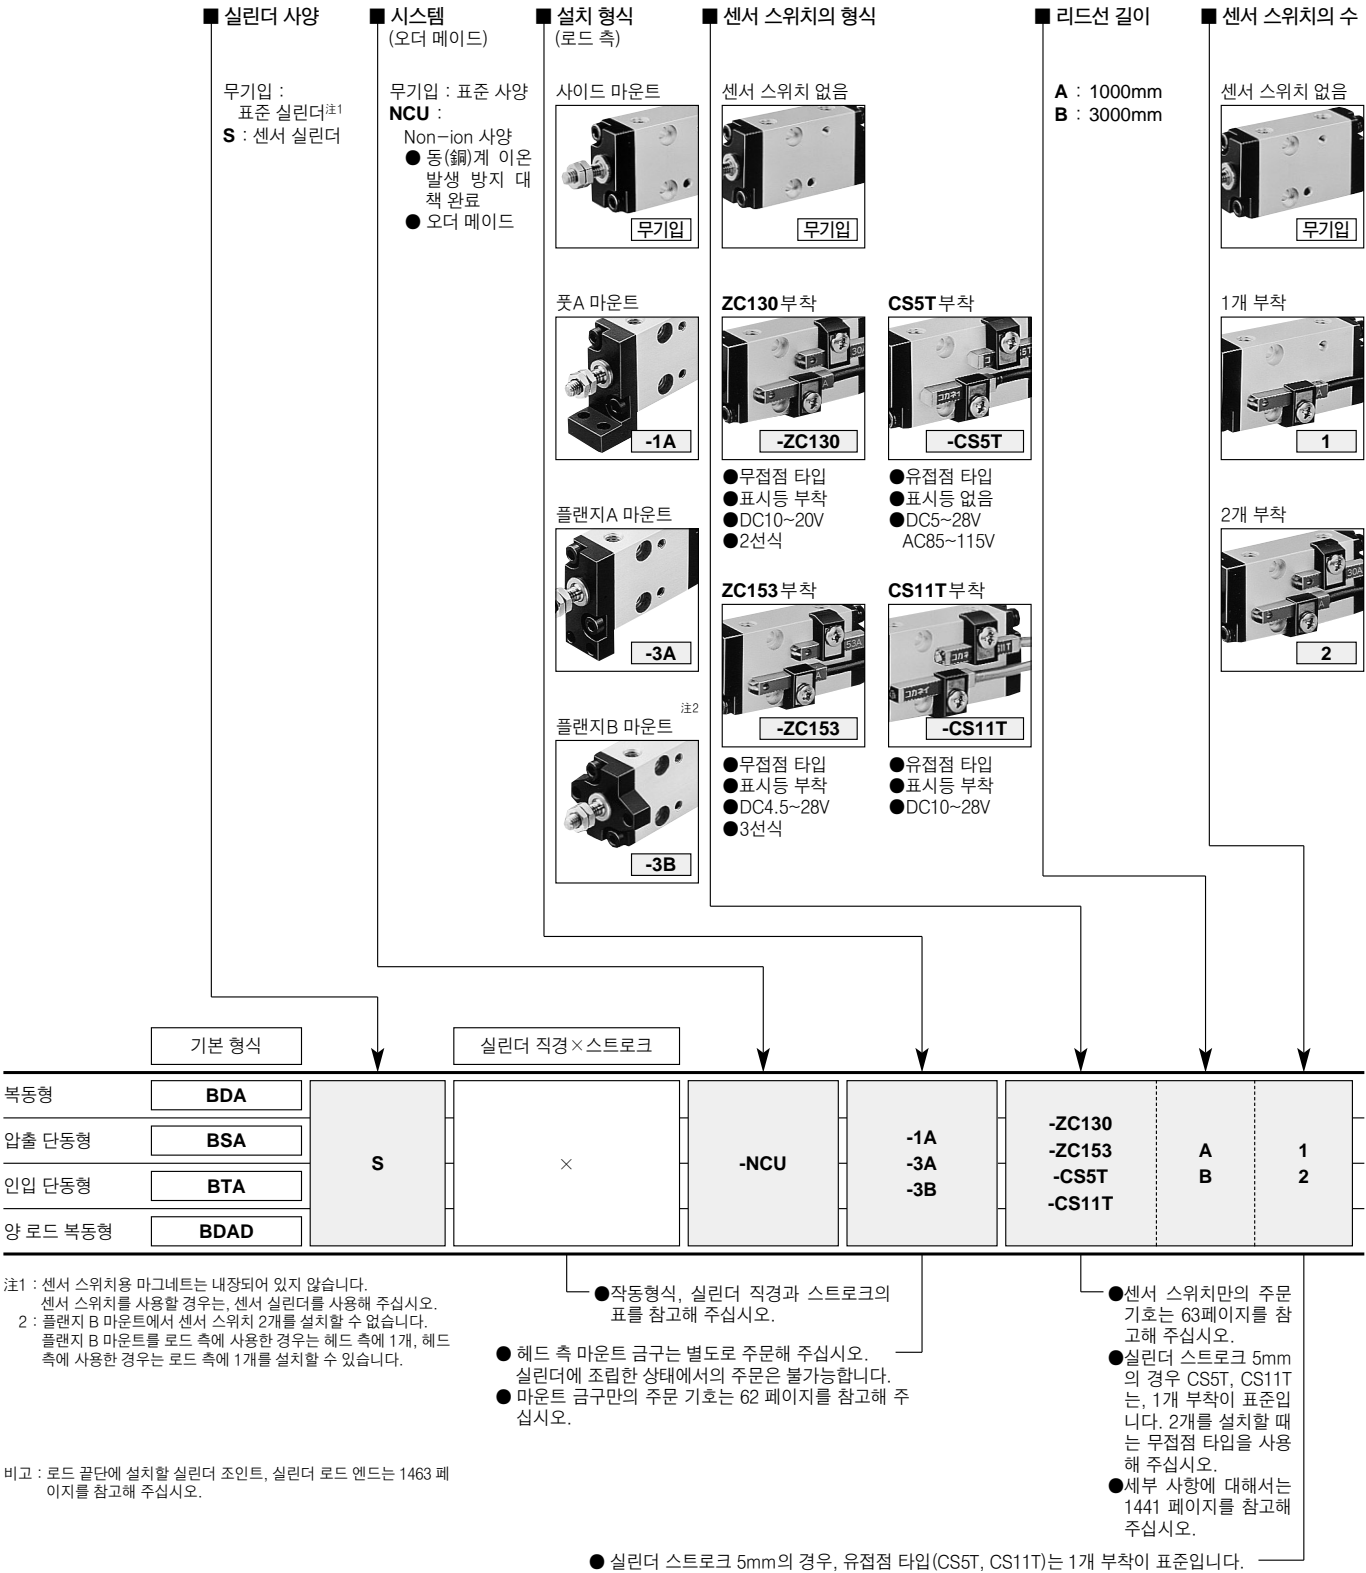 ■ 실린더 사양
무기입 :
표준 실린더注1
S : 센서 실린더
■ 시스템
(오더 메이드)
무기입 : 표준 사양
NCU :
Non-ion 사양
● 동(銅)계 이온
발생 방지 대
책 완료
● 오더 메이드
■ 설치 형식
(로드 측)
사이드 마운트
무기입
풋A 마운트
-1A
플랜지A 마운트
-3A
注2
플랜지B 마운트
-3B
■ 센서 스위치의 형식
센서 스위치 없음
무기입
ZC130부착
-ZC130
●무접점 타입
●표시등 부착
●DC10~20V
●2선식
CS5T부착
-CS5T
●유접점 타입
●표시등 없음
●DC5~28V
AC85~115V
ZC153부착
-ZC153
●무접점 타입
●표시등 부착
●DC4.5~28V
●3선식
CS11T부착
-CS11T
●유접점 타입
●표시등 부착
●DC10~28V
■ 리드선 길이
A : 1000mm
B : 3000mm
■ 센서 스위치의 수
센서 스위치 없음
무기입
1개 부착
1
2개 부착
2
기본 형식
실린더 직경×스트로크
복동형
BDA
압출 단동형
BSA
인입 단동형
BTA
양 로드 복동형
BDAD
S
×
-NCU
-1A
-3A
-3B
-ZC130
-ZC153
-CS5T
-CS11T
A
B
1
2
注1 : 센서 스위치용 마그네트는 내장되어 있지 않습니다.
센서 스위치를 사용할 경우는, 센서 실린더를 사용해 주십시오.
2 : 플랜지 B 마운트에서 센서 스위치 2개를 설치할 수 없습니다.
플랜지 B 마운트를 로드 측에 사용한 경우는 헤드 측에 1개, 헤드
측에 사용한 경우는 로드 측에 1개를 설치할 수 있습니다.
비고 : 로드 끝단에 설치할 실린더 조인트, 실린더 로드 엔드는 1463 페
이지를 참고해 주십시오.
●작동형식, 실린더 직경과 스트로크의
표를 참고해 주십시오.
● 헤드 측 마운트 금구는 별도로 주문해 주십시오.
실린더에 조립한 상태에서의 주문은 불가능합니다.
● 마운트 금구만의 주문 기호는 62 페이지를 참고해 주
십시오.
●센서 스위치만의 주문
기호는 63페이지를 참
고해 주십시오.
●실린더 스트로크 5mm
의 경우 CS5T, CS11T
는, 1개 부착이 표준입
니다. 2개를 설치할 때
는 무접점 타입을 사용
해 주십시오.
●세부 사항에 대해서는
1441 페이지를 참고해
주십시오.
● 실린더 스트로크 5mm의 경우, 유접점 타입(CS5T, CS11T)는 1개 부착이 표준입니다.